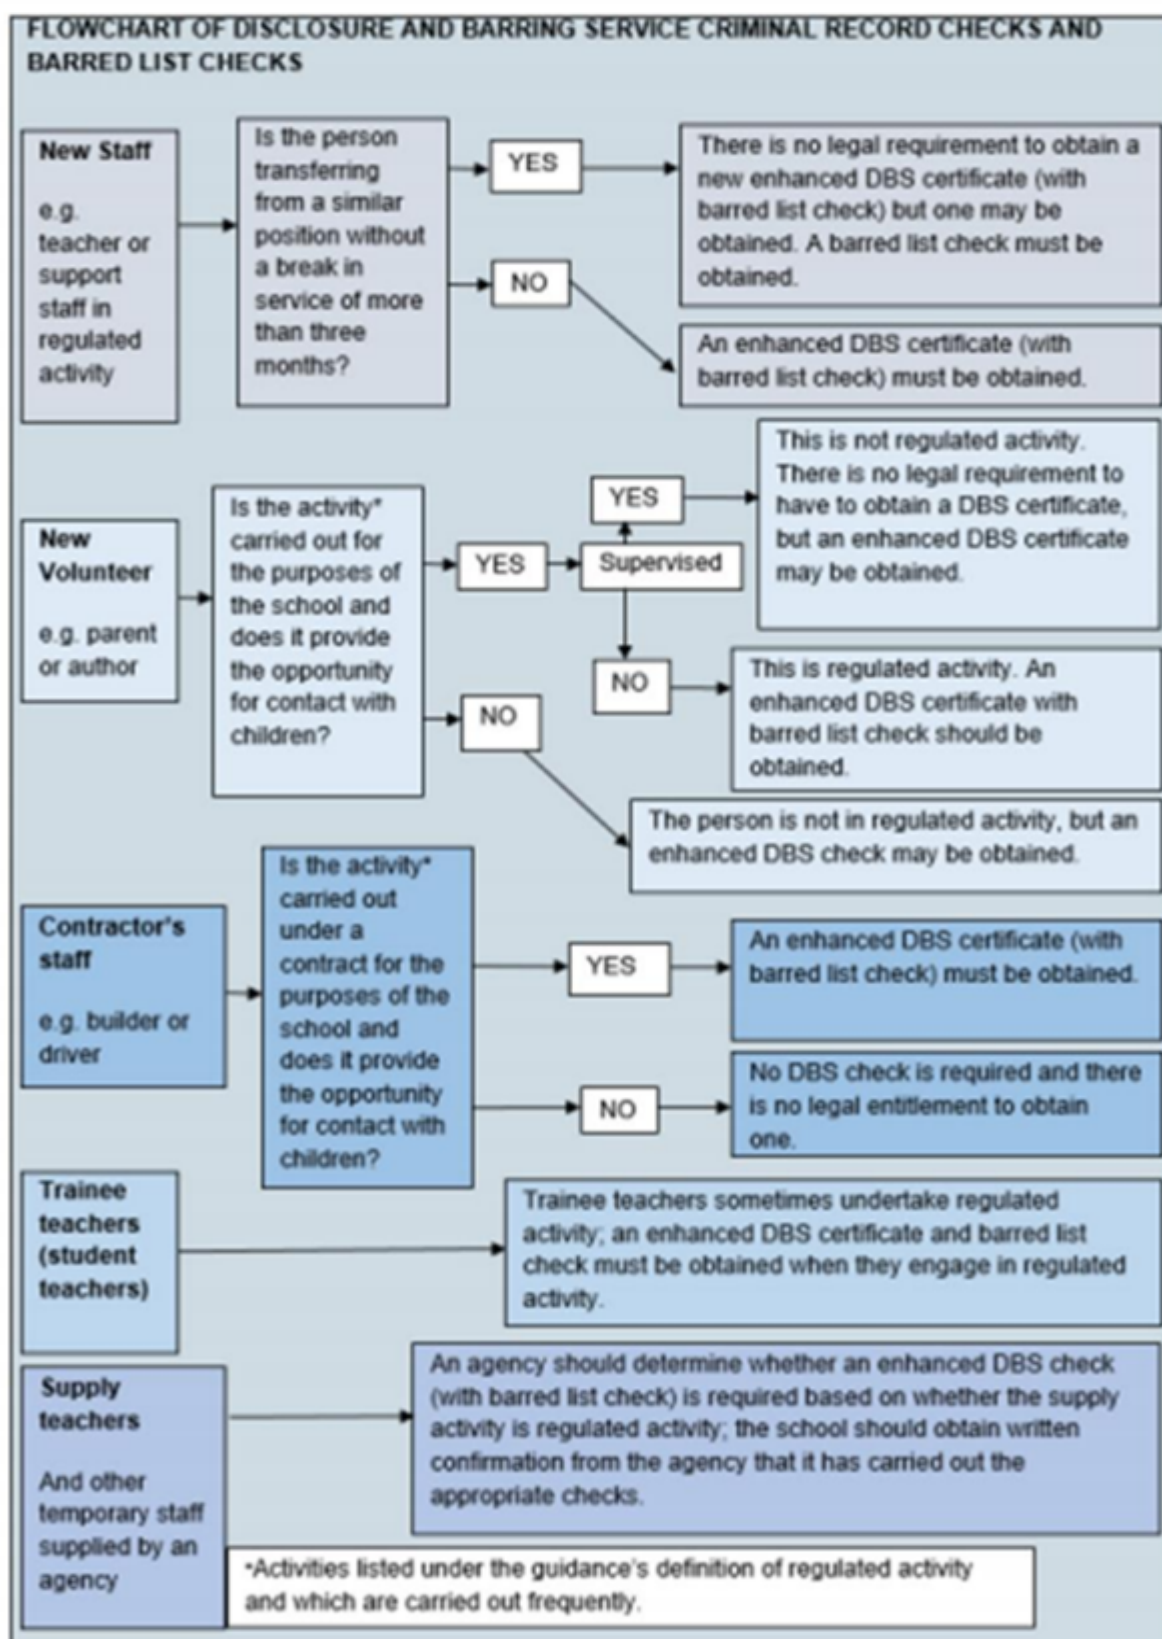 FLOWCHART OF DISCLOSURE AND BARRING SERVICE CRIMINAL RECORD CHECKS AND
BARRED LIST CHECKS
New Staff
e.g.
teacher or
support
staff in
regulated
activity
Is the person
transferring
from a similar
position without
a break in
service of more
than three
months?
YES
There is no legal requirement to obtain a
new enhanced DBS certificate (with
barred list check) but one may be
obtained. A barred list check must be
obtained.
NO
An enhanced DBS certificate (with
barred list check) must be obtained.
New
Volunteer
e.g. parent
or author
Is the activity*
carried out for
the purposes of
the school and
does it provide
the opportunity
for contact with
children?
YES
Supervised
YES
This is not regulated activity.
There is no legal requirement to
have to obtain a DBS certificate,
but an enhanced DBS certificate
may be obtained.
NO
This is regulated activity. An
enhanced DBS certificate with
barred list check should be
obtained.
NO
The person is not in regulated activity, but an
enhanced DBS check may be obtained.
Contractor's
staff
e.g. builder or
driver
Is the activity*
carried out
under a
contract for the
purposes of the
school and
does it provide
the opportunity
for contact with
children?
YES
An enhanced DBS certificate (with
barred list check) must be obtained.
NO
No DBS check is required and there
is no legal entitlement to obtain
one.
Trainee
teachers
(student
teachers)
Trainee teachers sometimes undertake regulated
activity; an enhanced DBS certificate and barred list
check must be obtained when they engage in regulated
activity.
Supply
teachers
And other
temporary staff
supplied by an
agency
An agency should determine whether an enhanced DBS check
(with barred list check) is required based on whether the supply
activity is regulated activity; the school should obtain written
confirmation from the agency that it has carried out the
appropriate checks.
*Activities listed under the guidance's definition of regulated activity
and which are carried out frequently.